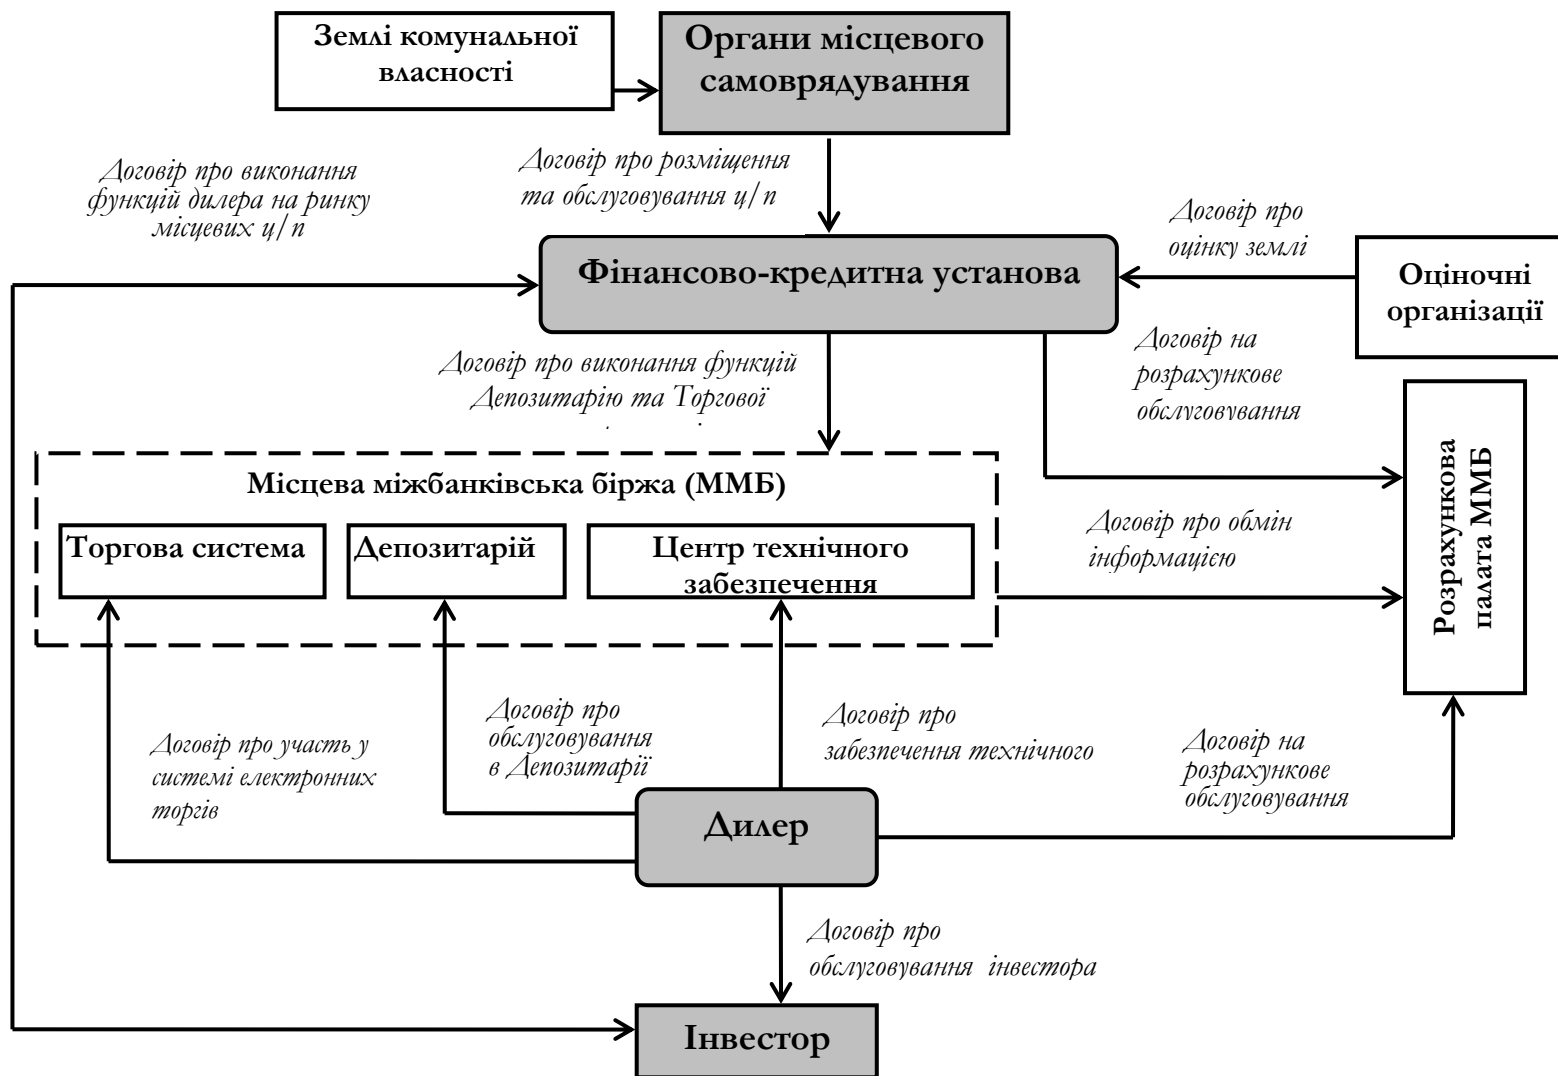 Землі комунальної
власності
Органи місцевого
самоврядування
Договір про виконання
функцій дилера на ринку
місцевих ц/п
Договір про розміщення
та обслуговування ц/п
Договір про
оцінку землі
Фінансово-кредитна установа
Оціночні
організації
Договір про виконання функцій
Депозитарію та Торгової
Договір на
розрахункове
обслуговування
Місцева міжбанківська біржа (ММБ)
Торгова система
Депозитарій
Центр технічного
забезпечення
Договір про обмін
інформацією
Розрахункова
палата ММБ
Договір про участь у
системі електронних
торгів
Договір про
обслуговування
в Депозитарії
Договір про
забезпечення технічного
Договір на
розрахункове
обслуговування
Дилер
Договір про
обслуговування інвестора
Інвестор